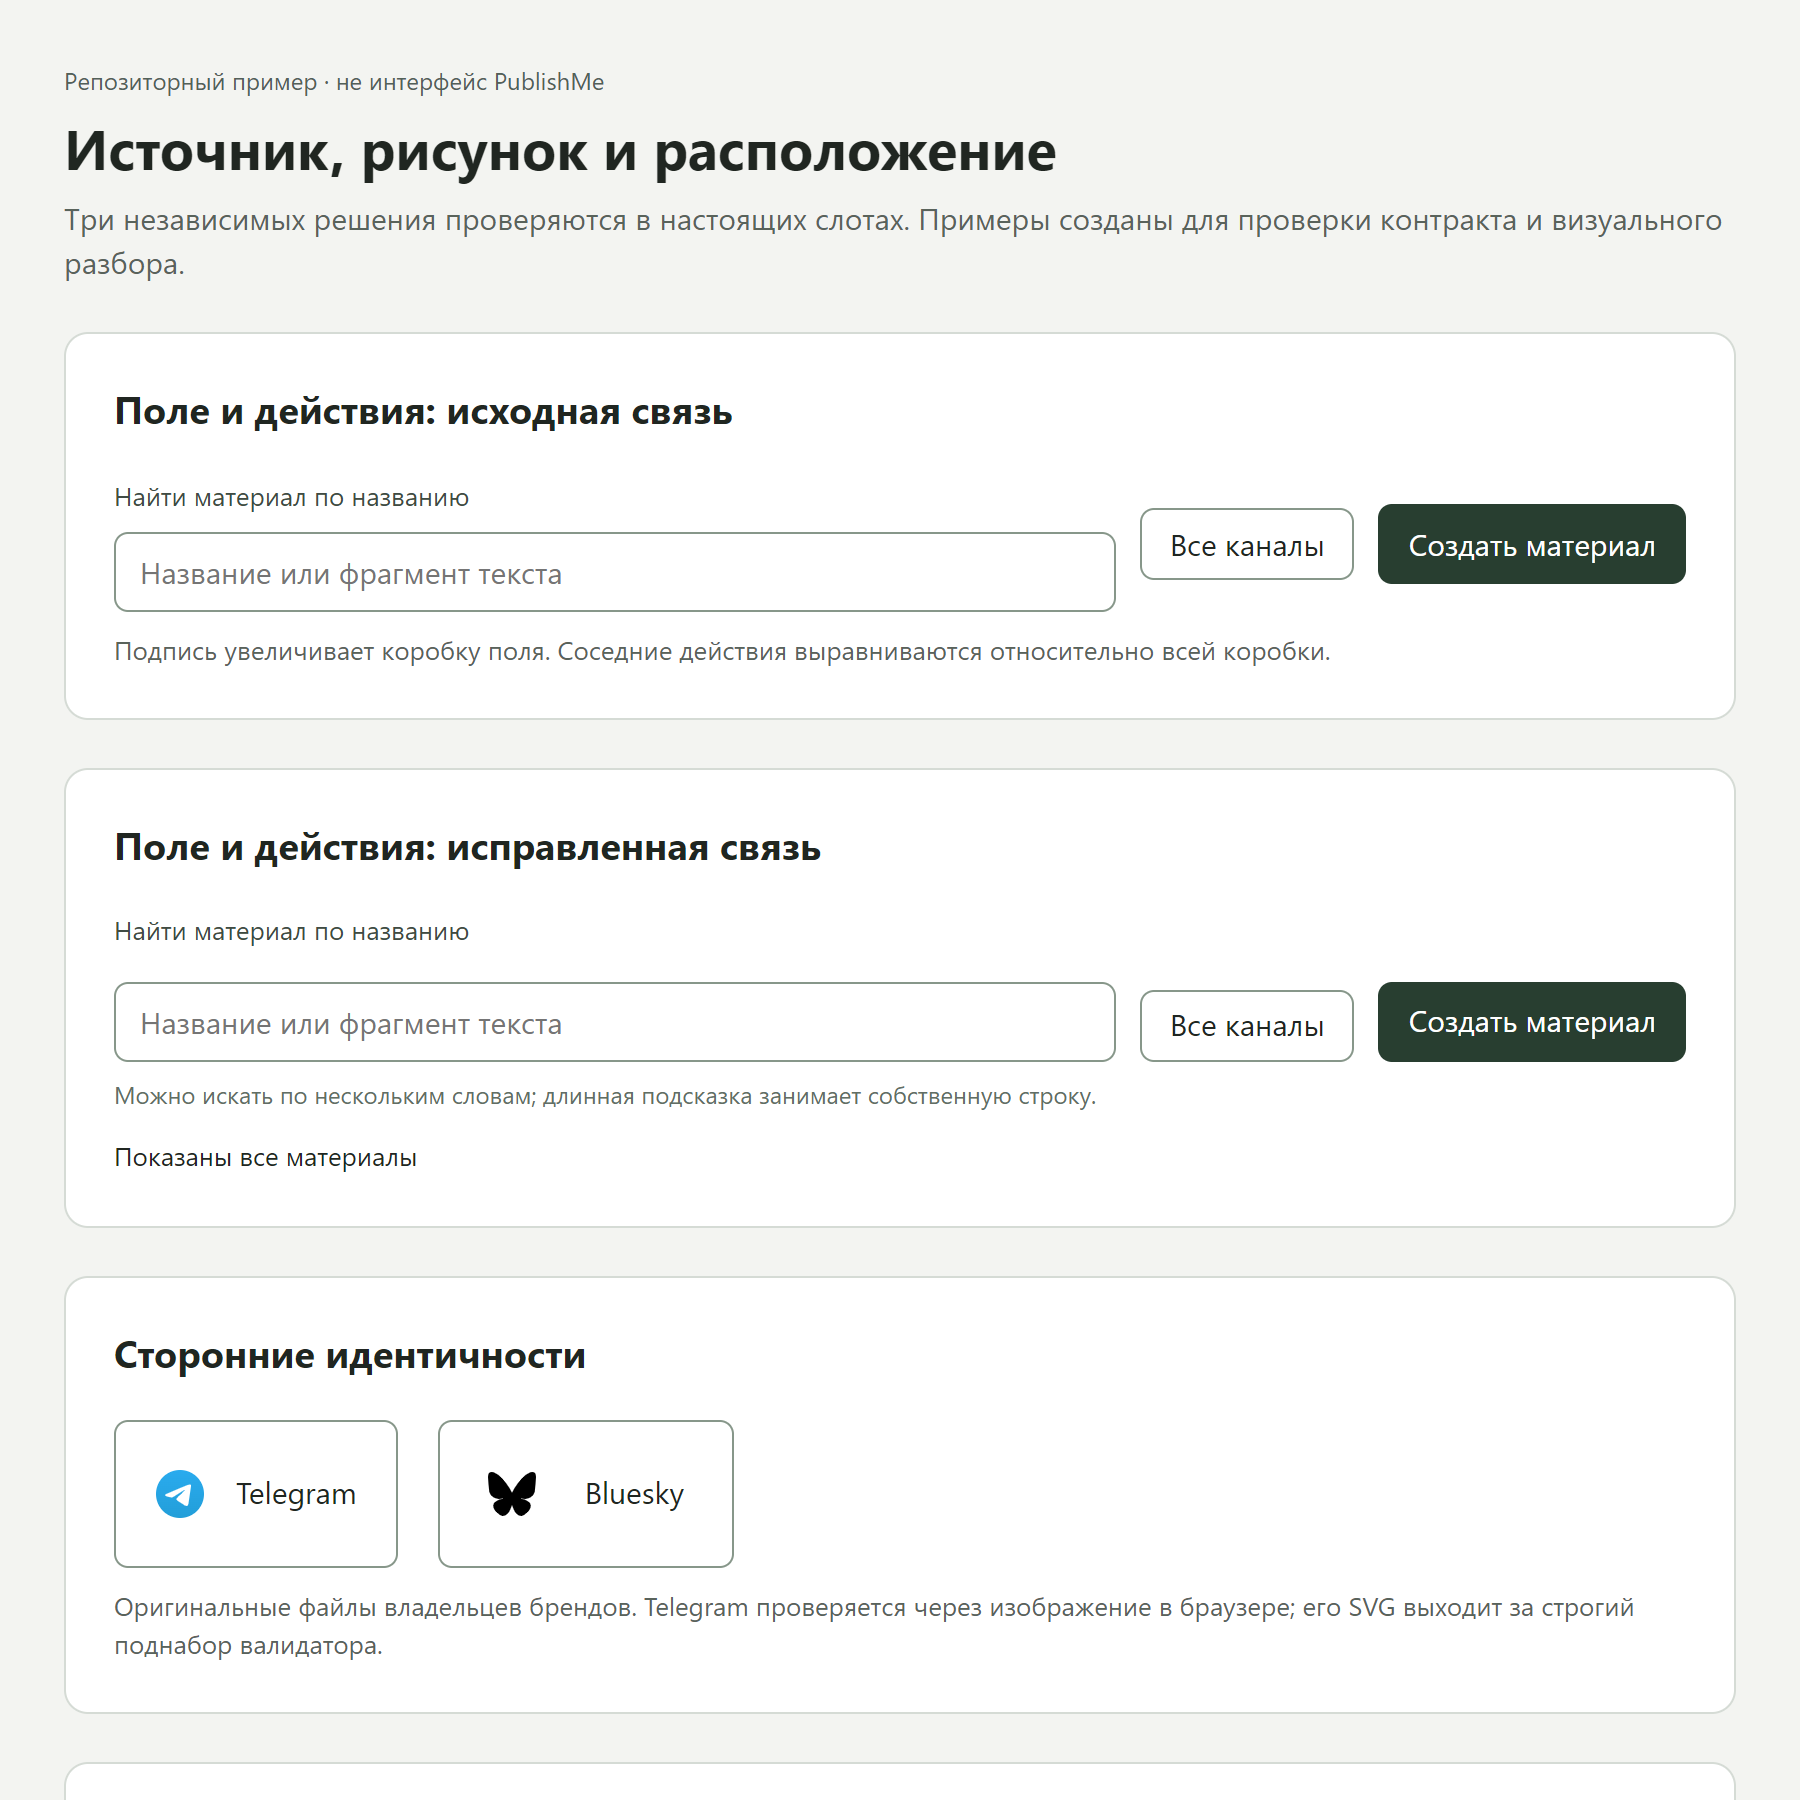 Репозиторный пример · не интерфейс PublishMe
Источник, рисунок и расположение
Три независимых решения проверяются в настоящих слотах. Примеры созданы для проверки контракта и визуального
разбора.
Поле и действия: исходная связь
Найти материал по названию
Название или фрагмент текста
Все каналы
Создать материал
Подпись увеличивает коробку поля. Соседние действия выравниваются относительно всей коробки.
Поле и действия: исправленная связь
Найти материал по названию
Название или фрагмент текста
Все каналы
Создать материал
Можно искать по нескольким словам; длинная подсказка занимает собственную строку.
Показаны все материалы
Сторонние идентичности
Telegram
Bluesky
Оригинальные файлы владельцев брендов. Telegram проверяется через изображение в браузере; его SVG выходит за строгий
поднабор валидатора.